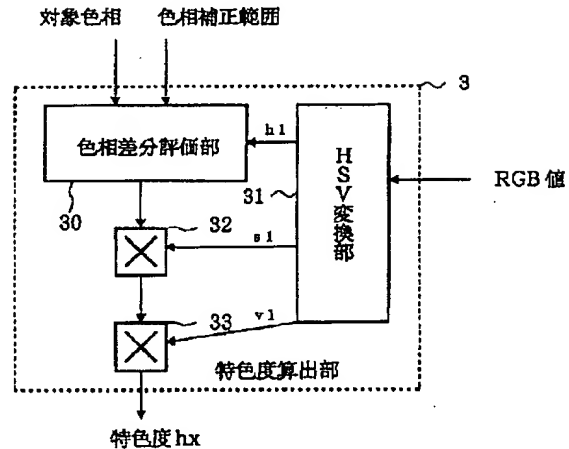 対象色相 色相補正範囲
3
色相差分評価部
h1
HSV変換部
31
RGB値
30
32
s1
33
v1
特色度算出部
特色度hx